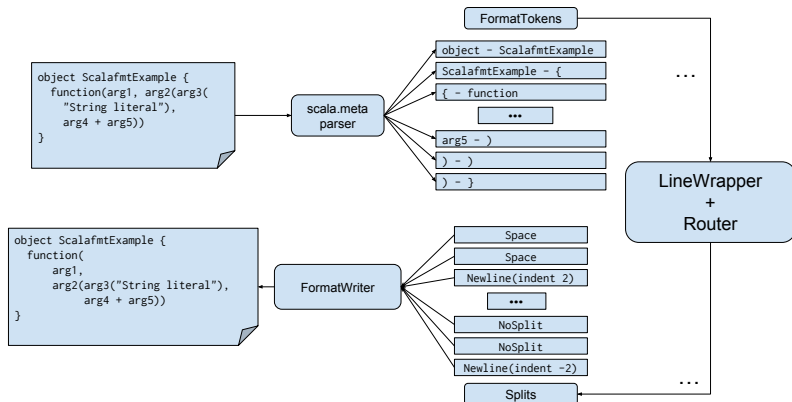 FormatTokens
object - ScalafmtExample
ScalafmtExample - {
{ - function
...
arg5 - )
) - )
) - }
object ScalafmtExample {
function(arg1, arg2(arg3(
"String literal"),
arg4 + arg5))
}
scala.meta
parser
...
LineWrapper
+
Router
object ScalafmtExample {
function(
arg1,
arg2(arg3("String literal"),
arg4 + arg5))
}
FormatWriter
Space
Space
Newline(indent 2)
...
NoSplit
NoSplit
Newline(indent -2)
Splits
...